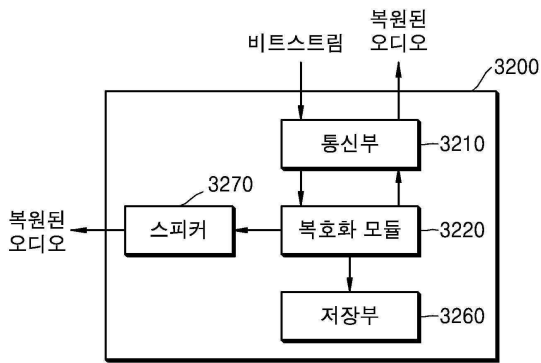 비트스트림
복원된
오디오
3200
통신부
3210
3270
복원된
오디오
스피커
복호화 모듈
3220
저장부
3260